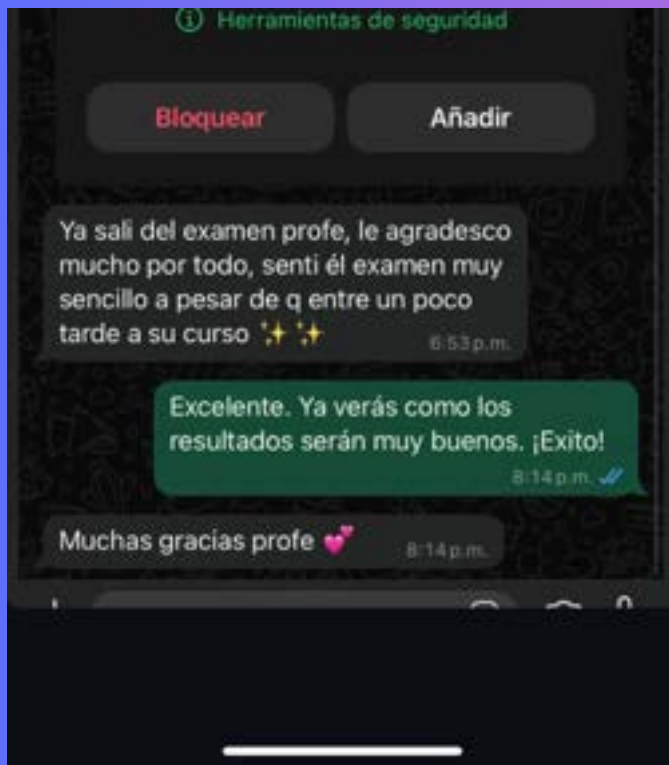 Herramientas de seguridad
Bloquear Añadir
Ya sali del examen profe, le agradesco
mucho por todo, senti él examen muy
sencillo a pesar de q entre un poco
tarde a su curso ✨ ✨ 6:53 p.m.
Excelente. Ya verás como los
resultados serán muy buenos. ¡Exito!
8:14 p.m.
Muchas gracias profe 💕 8:14 p.m.